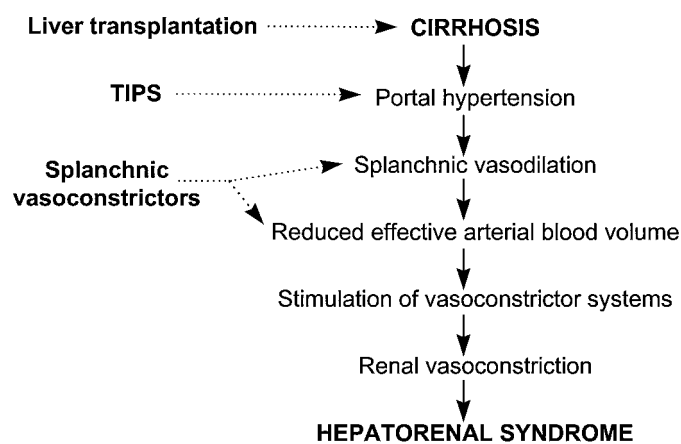 Liver transplantation
CIRRHOSIS
TIPS
Portal hypertension
Splanchnic
vasoconstrictors
Splanchnic vasodilation
Reduced effective arterial blood volume
Stimulation of vasoconstrictor systems
Renal vasoconstriction
HEPATORENAL SYNDROME